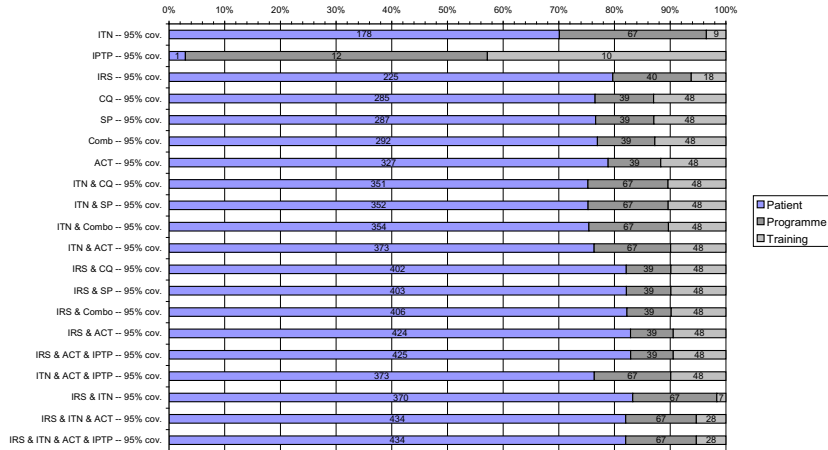 0% 10% 20% 30% 40% 50% 60% 70% 80% 90% 100%
ITN -- 95% cov. 178 67 9
IPTP -- 95% cov. 1 12 10
IRS -- 95% cov. 225 40 18
CQ -- 95% cov. 285 39 48
SP -- 95% cov. 287 39 48
Comb -- 95% cov. 292 39 48
ACT -- 95% cov. 327 39 48
ITN & CQ -- 95% cov. 351 67 48
ITN & SP -- 95% cov. 352 67 48
ITN & Combo -- 95% cov. 354 67 48
ITN & ACT -- 95% cov. 373 67 48
IRS & CQ -- 95% cov. 402 39 48
IRS & SP -- 95% cov. 403 39 48
IRS & Combo -- 95% cov. 406 39 48
IRS & ACT -- 95% cov. 424 39 48
IRS & ACT & IPTP -- 95% cov. 425 39 48
ITN & ACT & IPTP -- 95% cov. 373 67 48
IRS & ITN -- 95% cov. 370 67 7
IRS & ITN & ACT -- 95% cov. 434 67 28
IRS & ITN & ACT & IPTP -- 95% cov. 434 67 28
Patient
Programme
Training